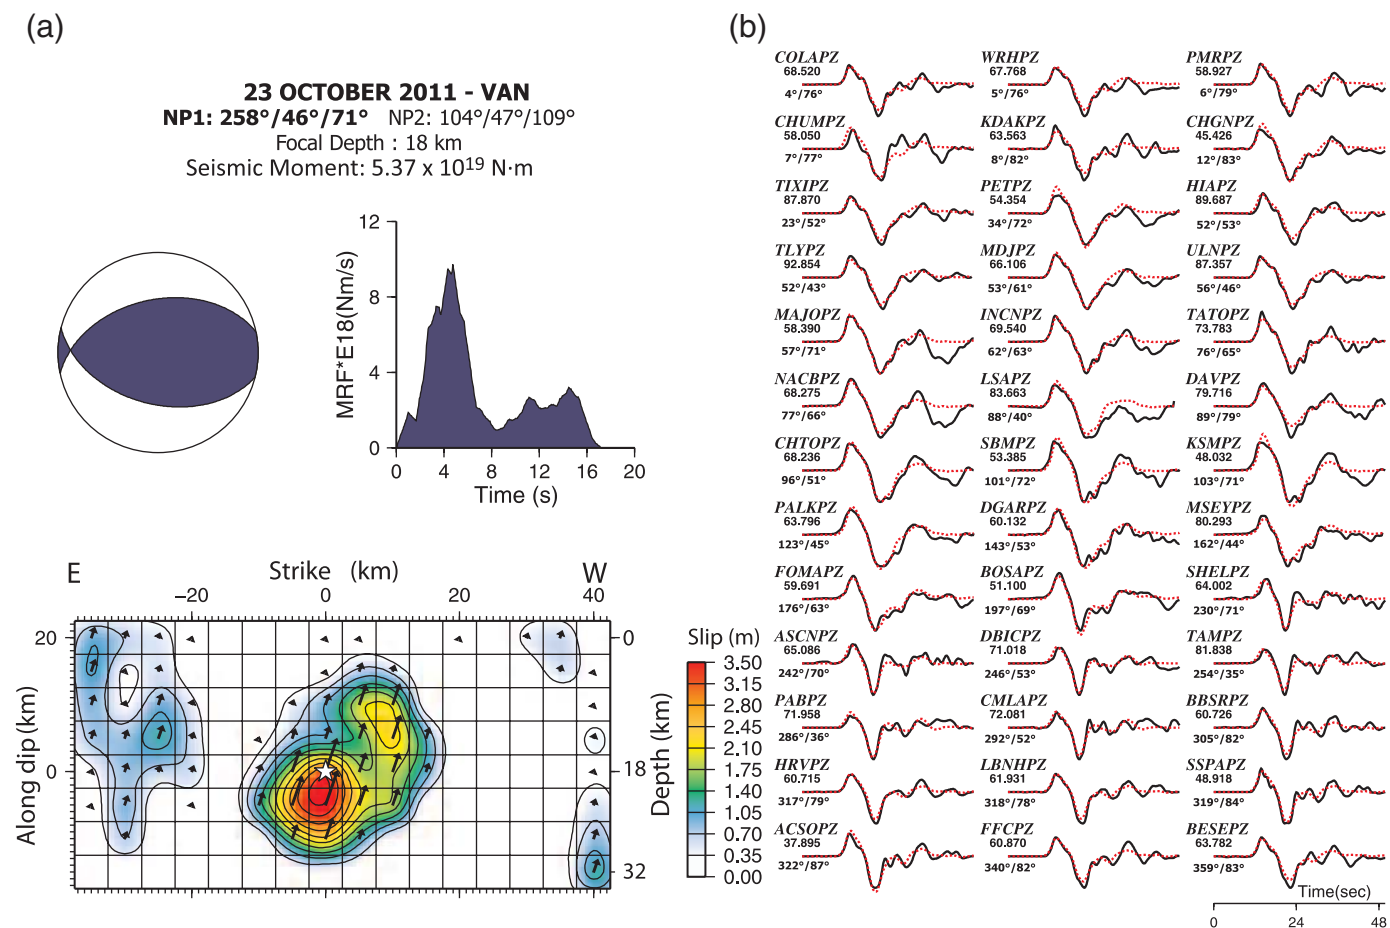 (a)
23 OCTOBER 2011 - VAN
NP1: 258°/46°/71° NP2: 104°/47°/109°
Focal Depth : 18 km
Seismic Moment: 5.37 x 10¹⁹ N·m
MRF*E18(Nm/s)
12
8
4
0
0 4 8 12 16 20
Time (s)
E Strike (km) W
−20 0 20 40
Along dip (km)
20
0
Depth (km)
0
18
32
Slip (m)
3.50
3.15
2.80
2.45
2.10
1.75
1.40
1.05
0.70
0.35
0.00
(b)
COLAPZ
68.520
4°/76°
WRHPZ
67.768
5°/76°
PMRPZ
58.927
6°/79°
CHUMPZ
58.050
7°/77°
KDAKPZ
63.563
8°/82°
CHGNPZ
45.426
12°/83°
TIXIPZ
87.870
23°/52°
PETPZ
54.354
34°/72°
HIAPZ
89.687
52°/53°
TLYPZ
92.854
52°/43°
MDJPZ
66.106
53°/61°
ULNPZ
87.357
56°/46°
MAJOPZ
58.390
57°/71°
INCNPZ
69.540
62°/63°
TATOPZ
73.783
76°/65°
NACBPZ
68.275
77°/66°
LSAPZ
83.663
88°/40°
DAVPZ
79.716
89°/79°
CHTOPZ
68.236
96°/51°
SBMPZ
53.385
101°/72°
KSMPZ
48.032
103°/71°
PALKPZ
63.796
123°/45°
DGARPZ
60.132
143°/53°
MSEYPZ
80.293
162°/44°
FOMAPZ
59.691
176°/63°
BOSAPZ
51.100
197°/69°
SHELPZ
64.002
230°/71°
ASCNPZ
65.086
242°/70°
DBICPZ
71.018
246°/53°
TAMPZ
81.838
254°/35°
PABPZ
71.958
286°/36°
CMLAPZ
72.081
292°/52°
BBSRPZ
60.726
305°/82°
HRVPZ
60.715
317°/79°
LBNHPZ
61.931
318°/78°
SSPAPZ
48.918
319°/84°
ACSOPZ
37.895
322°/87°
FFCPZ
60.870
340°/82°
BESEPZ
63.782
359°/83°
Time(sec)
0 24 48